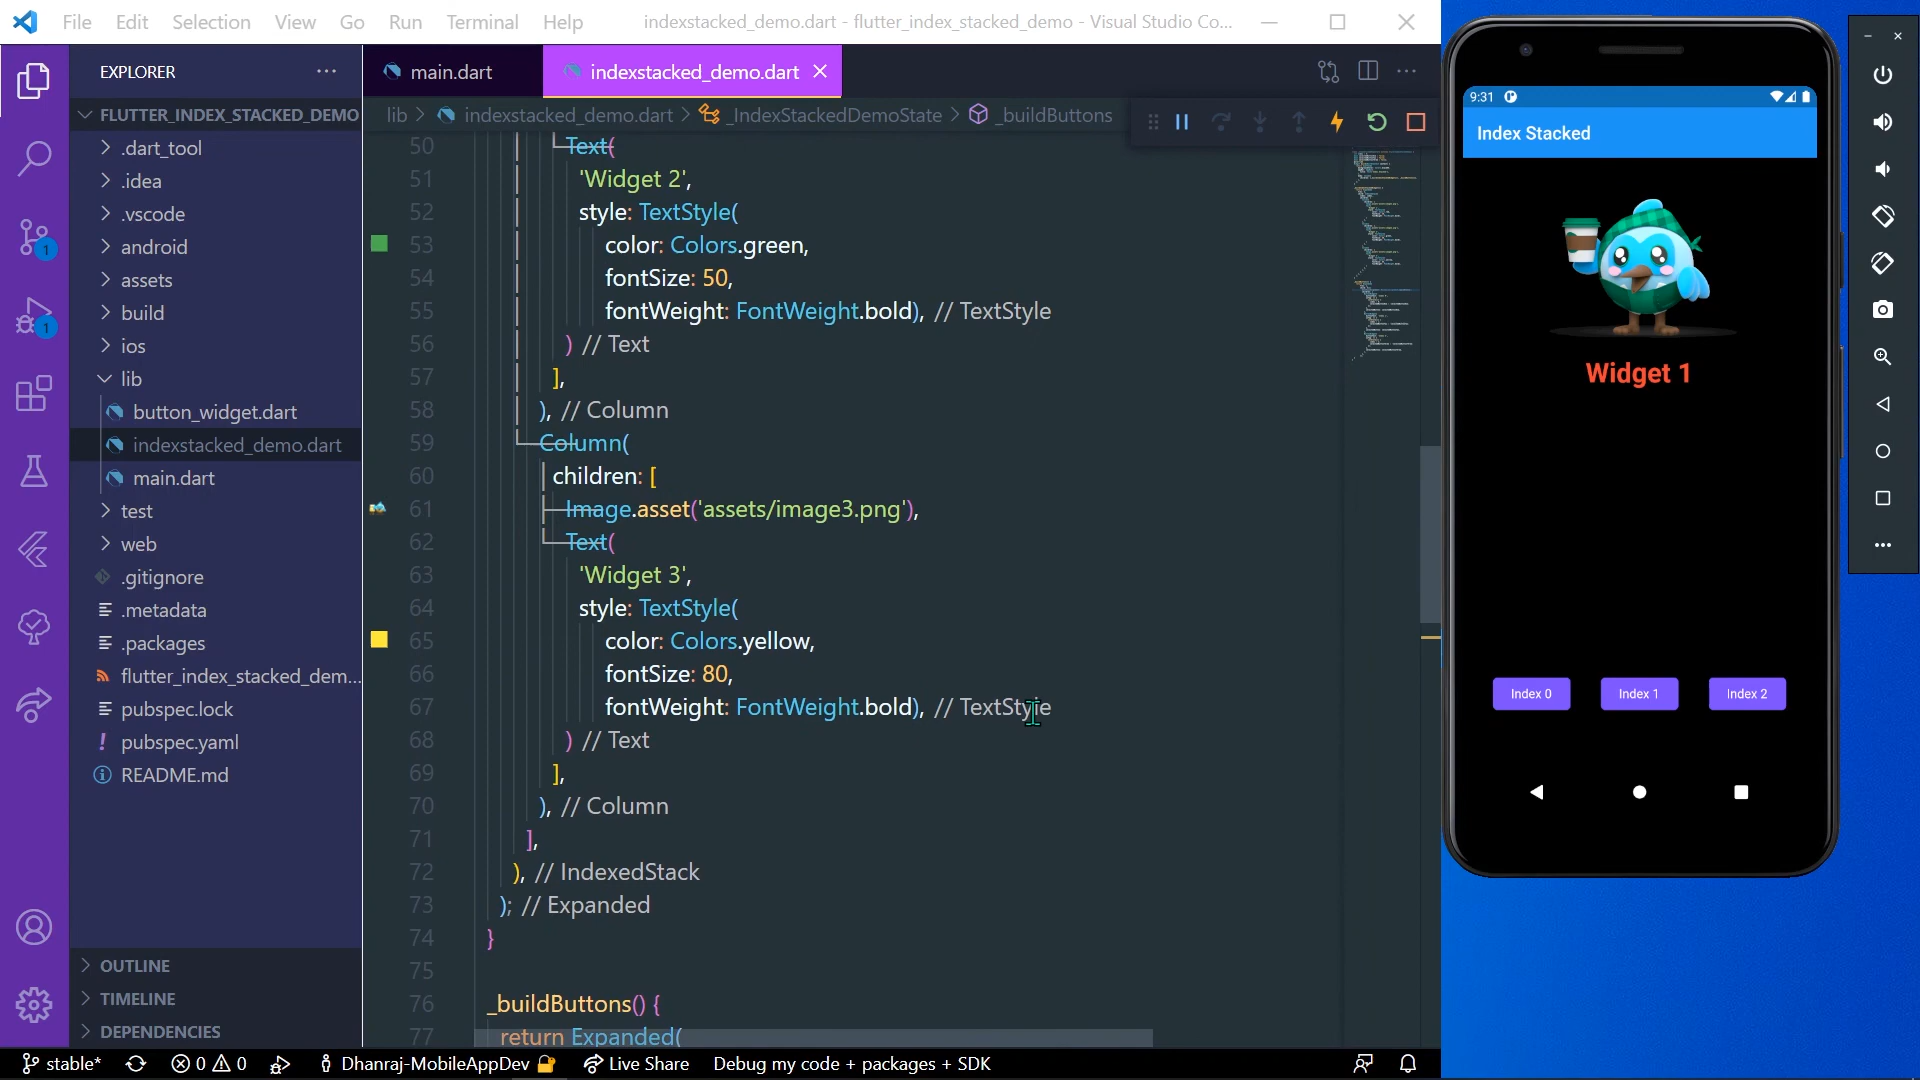 File Edit Selection View Go Run Terminal Help
indexstacked_demo.dart - flutter_index_stacked_demo - Visual Studio Co...
EXPLORER
FLUTTER_INDEX_STACKED_DEMO
.dart_tool
.idea
.vscode
android
assets
build
ios
lib
button_widget.dart
indexstacked_demo.dart
main.dart
test
web
.gitignore
.metadata
.packages
flutter_index_stacked_dem...
pubspec.lock
pubspec.yaml
README.md
OUTLINE
TIMELINE
DEPENDENCIES
1
1
main.dart
indexstacked_demo.dart
lib > indexstacked_demo.dart > _IndexStackedDemoState > _buildButtons
50 Text(
51 'Widget 2',
52 style: TextStyle(
53 color: Colors.green,
54 fontSize: 50,
55 fontWeight: FontWeight.bold), // TextStyle
56 ) // Text
57 ],
58 ), // Column
59 Column(
60 children: [
61 Image.asset('assets/image3.png'),
62 Text(
63 'Widget 3',
64 style: TextStyle(
65 color: Colors.yellow,
66 fontSize: 80,
67 fontWeight: FontWeight.bold), // TextStyle
68 ) // Text
69 ],
70 ), // Column
71 ],
72 ), // IndexedStack
73 ); // Expanded
74 }
75
76 _buildButtons() {
77 return Expanded(
stable* 0 0 Dhanraj-MobileAppDev Live Share Debug my code + packages + SDK
9:31
Index Stacked
Widget 1
Index 0 Index 1 Index 2